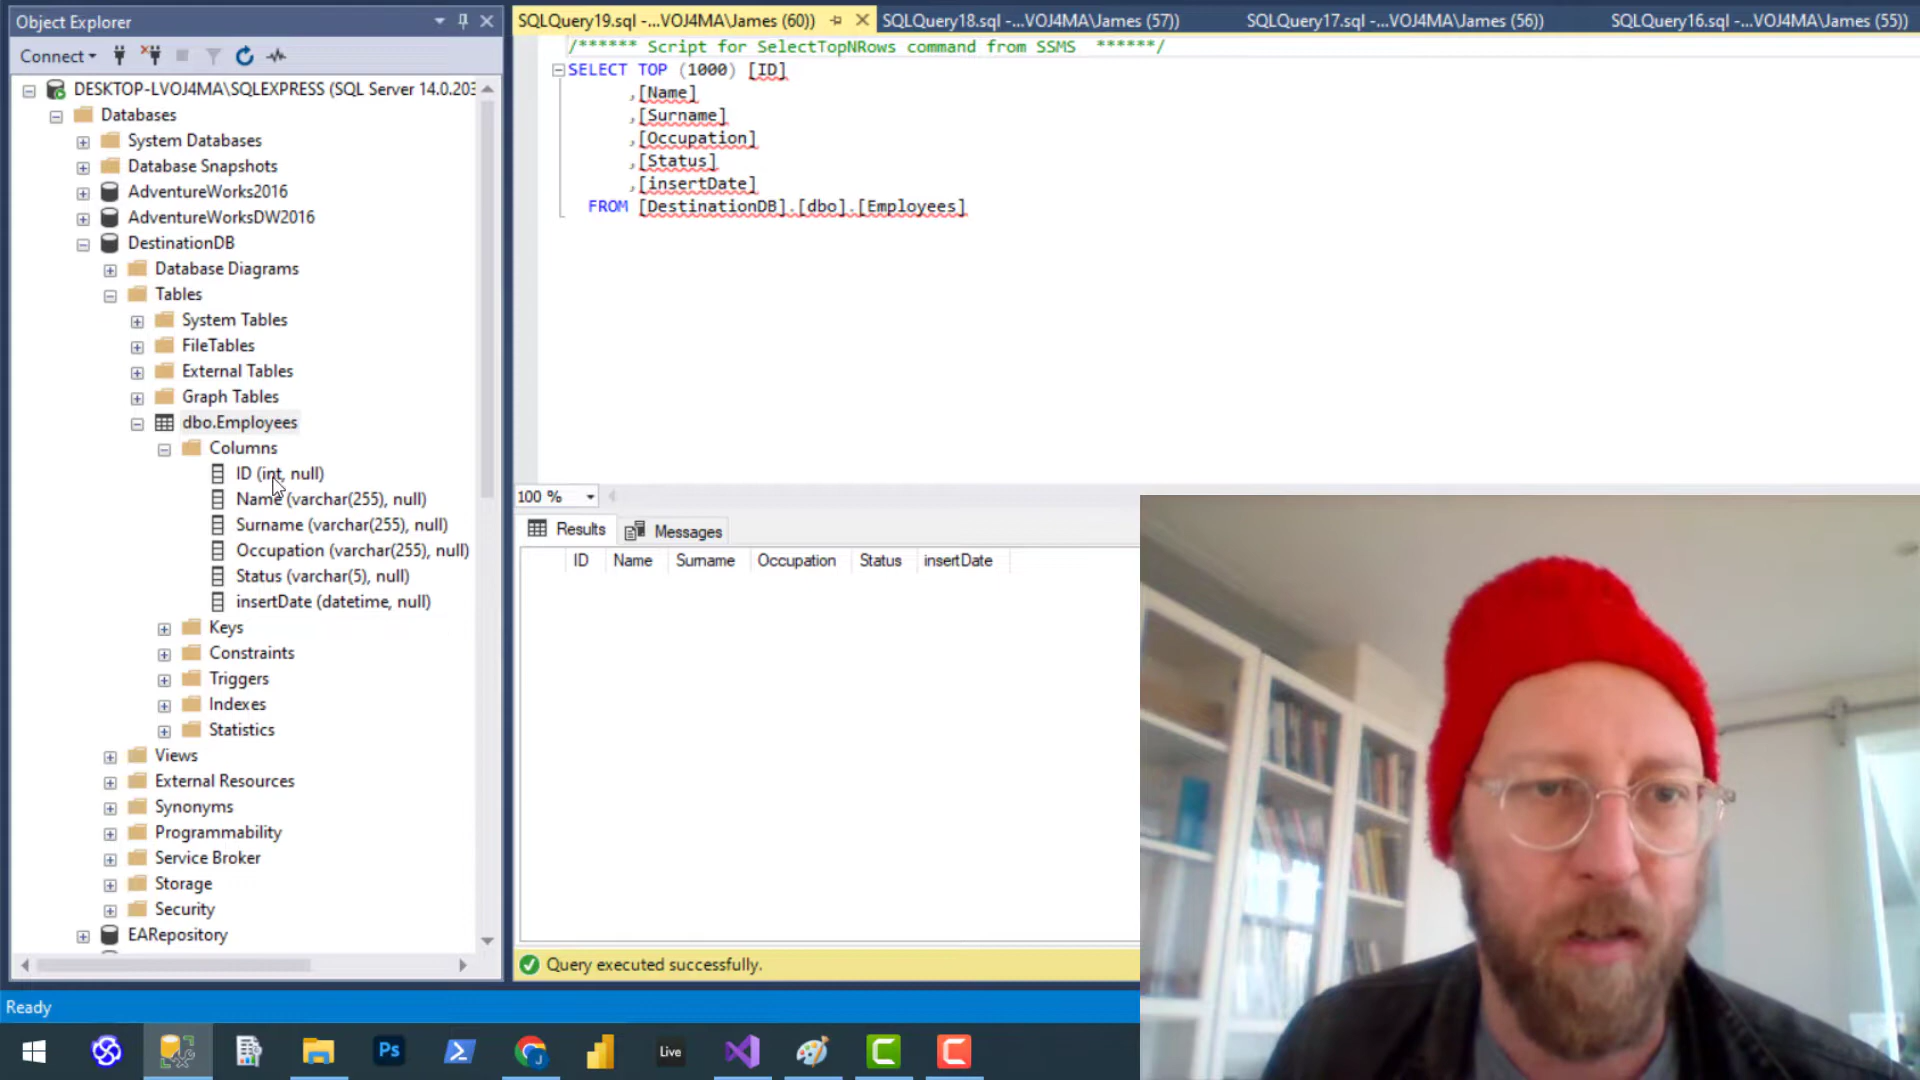 Object Explorer
Connect
DESKTOP-LVOJ4MA\SQLEXPRESS (SQL Server 14.0.203
Databases
System Databases
Database Snapshots
AdventureWorks2016
AdventureWorksDW2016
DestinationDB
Database Diagrams
Tables
System Tables
FileTables
External Tables
Graph Tables
dbo.Employees
Columns
ID (int, null)
Name (varchar(255), null)
Surname (varchar(255), null)
Occupation (varchar(255), null)
Status (varchar(5), null)
insertDate (datetime, null)
Keys
Constraints
Triggers
Indexes
Statistics
Views
External Resources
Synonyms
Programmability
Service Broker
Storage
Security
EARepository
SQLQuery19.sql -...VOJ4MA\James (60))
SQLQuery18.sql -...VOJ4MA\James (57))
SQLQuery17.sql -...VOJ4MA\James (56))
SQLQuery16.sql -...VOJ4MA\James (55))
/****** Script for SelectTopNRows command from SSMS ******/
SELECT TOP (1000) [ID]
,[Name]
,[Surname]
,[Occupation]
,[Status]
,[insertDate]
FROM [DestinationDB].[dbo].[Employees]
100 %
Results Messages
ID Name Surname Occupation Status insertDate
Query executed successfully.
Ready
Ps
Live